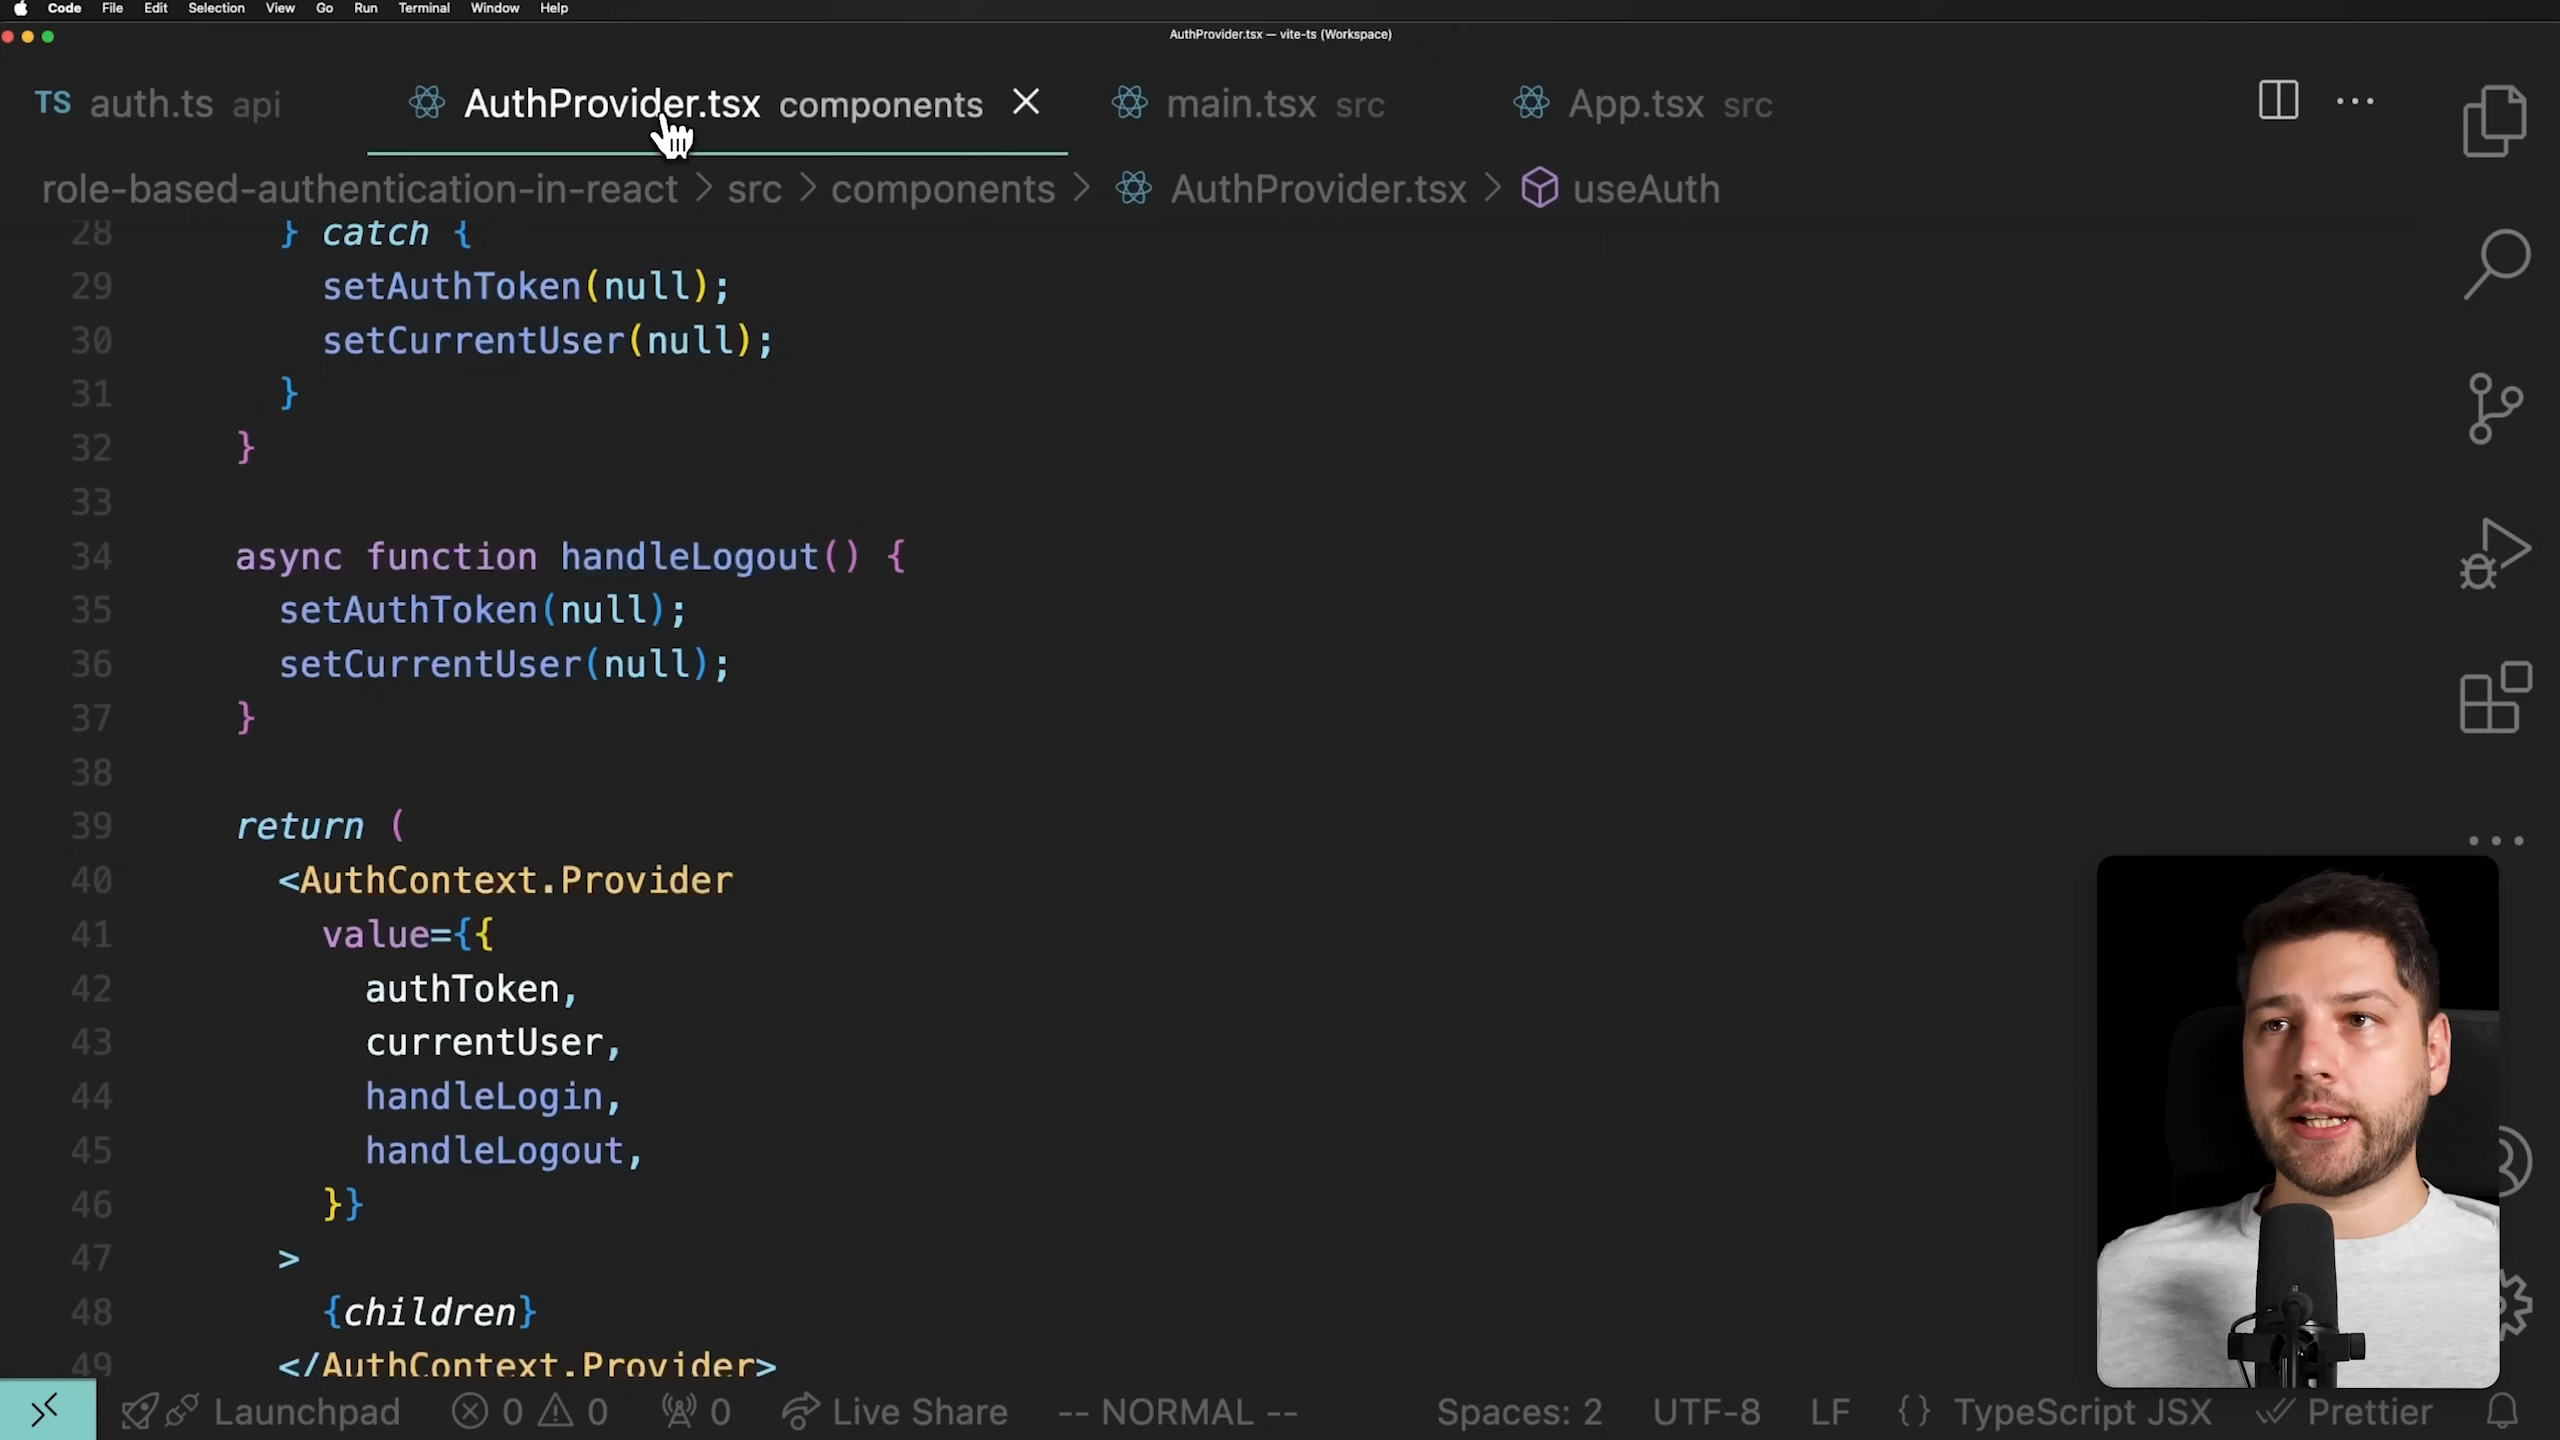 Code File Edit Selection View Go Run Terminal Window Help
AuthProvider.tsx — vite-ts (Workspace)
TS auth.ts api AuthProvider.tsx components main.tsx src App.tsx src
role-based-authentication-in-react > src > components > AuthProvider.tsx > useAuth
28 } catch {
29 setAuthToken(null);
30 setCurrentUser(null);
31 }
32 }
33
34 async function handleLogout() {
35 setAuthToken(null);
36 setCurrentUser(null);
37 }
38
39 return (
40 <AuthContext.Provider
41 value={{
42 authToken,
43 currentUser,
44 handleLogin,
45 handleLogout,
46 }}
47 >
48 {children}
49 </AuthContext.Provider>
Launchpad 0 0 0 Live Share -- NORMAL -- Spaces: 2 UTF-8 LF {} TypeScript JSX Prettier